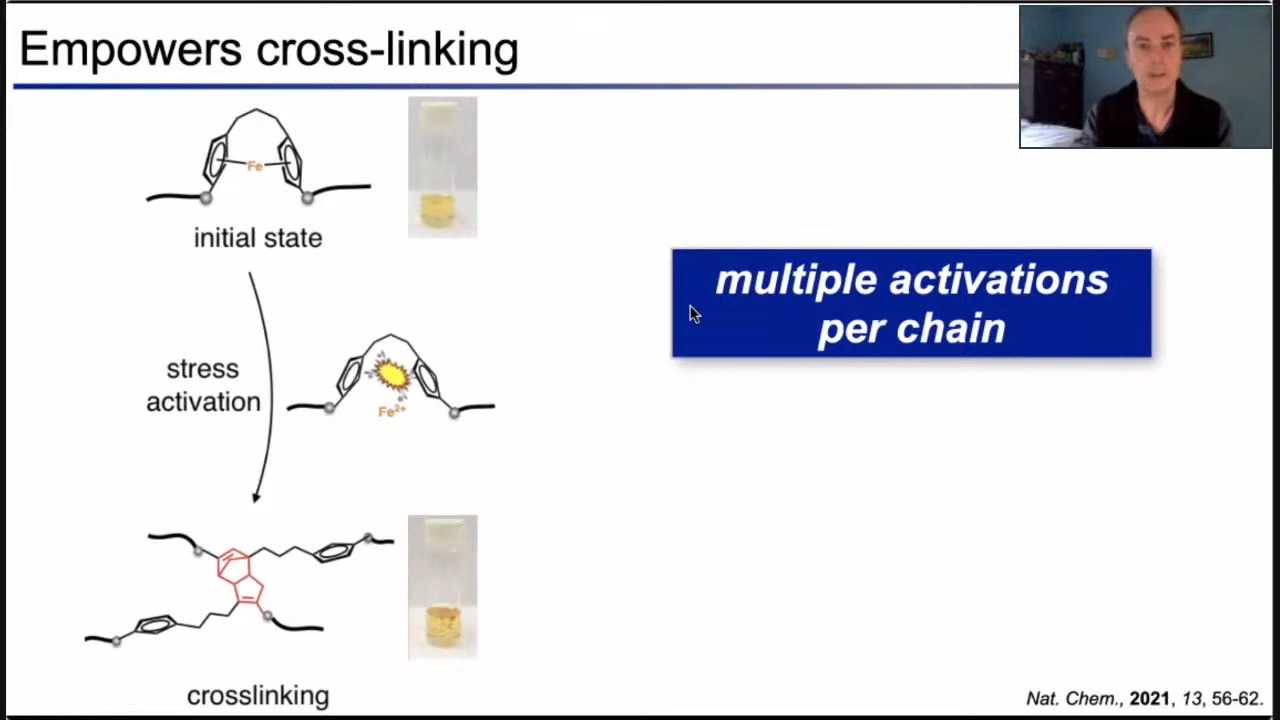 Empowers cross-linking
Fe
initial state
multiple activations
per chain
stress
activation
Fe²⁺
crosslinking
Nat. Chem., 2021, 13, 56-62.